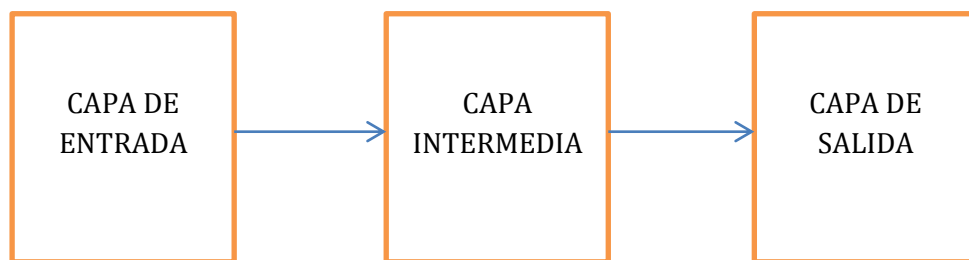 CAPA DE
ENTRADA
CAPA
INTERMEDIA
CAPA DE
SALIDA